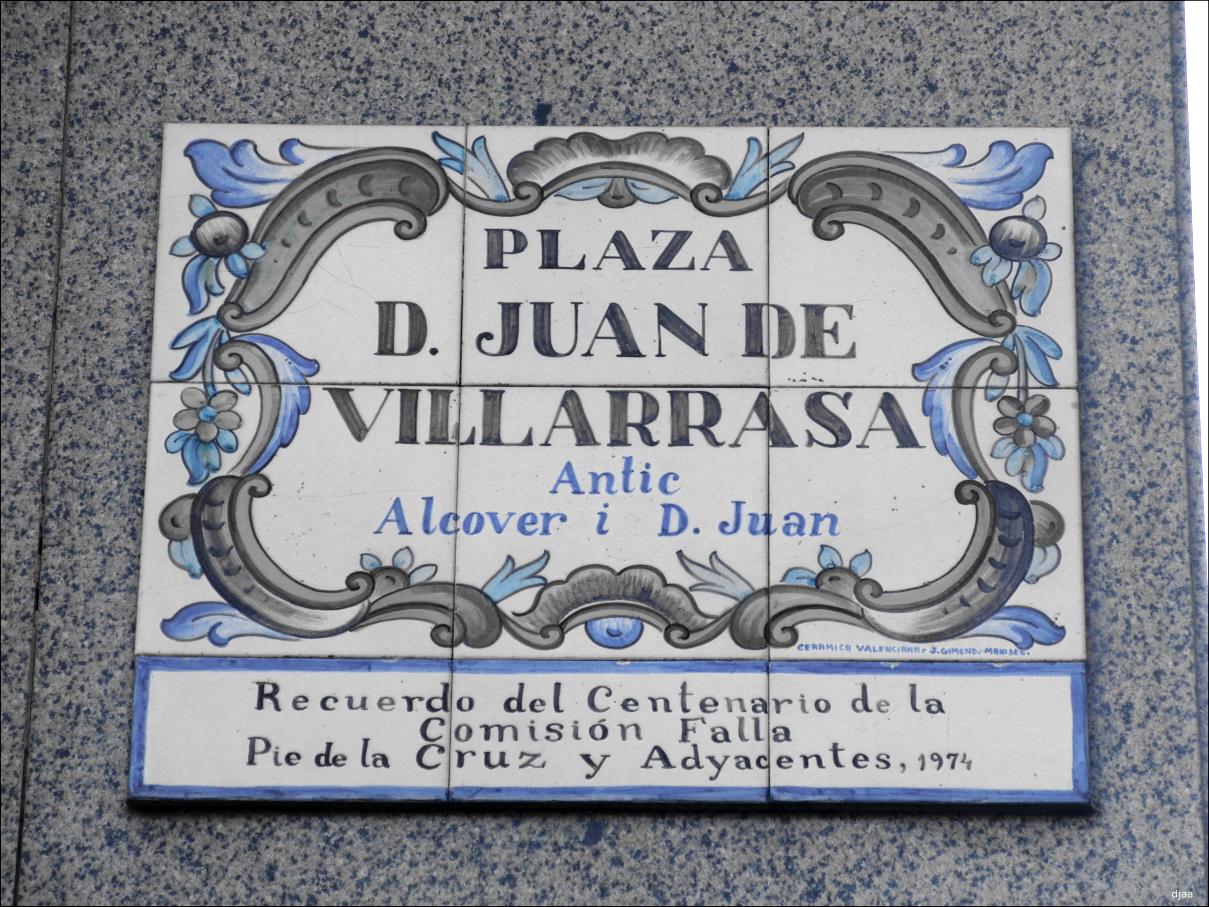 PLAZA
D. JUAN DE
VILLARRASA
Antic
Alcover i D. Juan
CERAMICA VALENCIANA J. GIMENO. MANISES.
Recuerdo del Centenario de la
Comisión Falla
Pie de la Cruz y Adyacentes, 1974
djaa